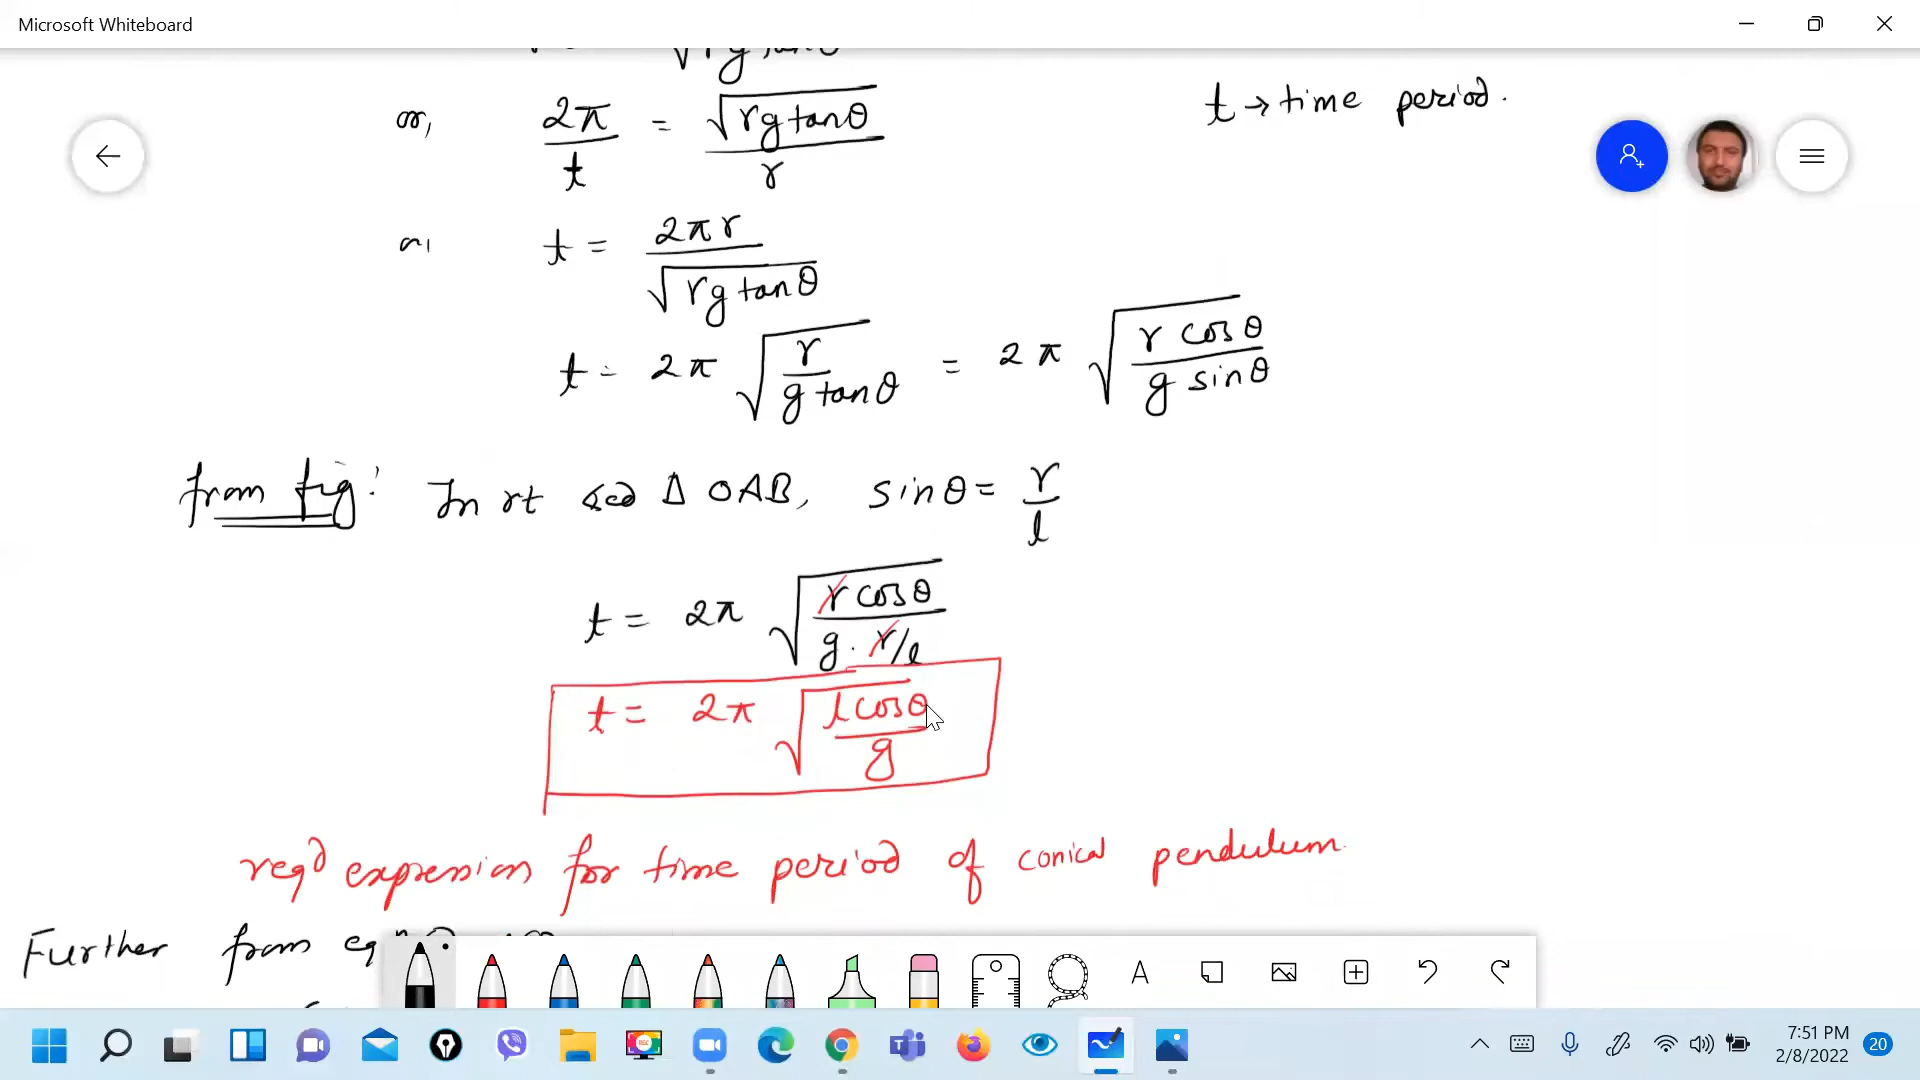 Microsoft Whiteboard
t → time period.
or, 2π/t = √(rg tanθ)/r
or, t = 2πr/√(rg tanθ)
t = 2π √(r/(g tanθ)) = 2π √(r cosθ/(g sinθ))
from fig: In rt ∠ed Δ OAB, sinθ = r/l
t = 2π √(r cosθ/(g · r/l))
t = 2π √(l cosθ/g)
reqd expression for time period of conical pendulum.
Further from eqn
A
7:51 PM
2/8/2022
20